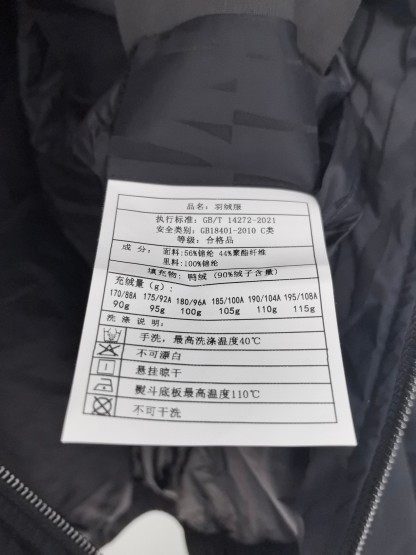 品名：羽绒服
执行标准：GB/T 14272-2021
安全类别：GB18401-2010 C类
等级：合格品
成 分：面料:56%锦纶 44%聚酯纤维
里料:100%锦纶
填充物：鸭绒（90%绒子含量）
充绒量（g）:
170/88A 175/92A 180/96A 185/100A 190/104A 195/108A
90g 95g 100g 105g 110g 115g
洗 涤 说 明：
手洗，最高洗涤温度40℃
不可漂白
悬挂晾干
熨斗底板最高温度110℃
不可干洗